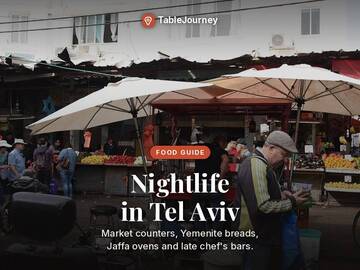 TableJourney
FOOD GUIDE
Nightlife
in Tel Aviv
Market counters, Yemenite breads,
Jaffa ovens and late chef's bars.